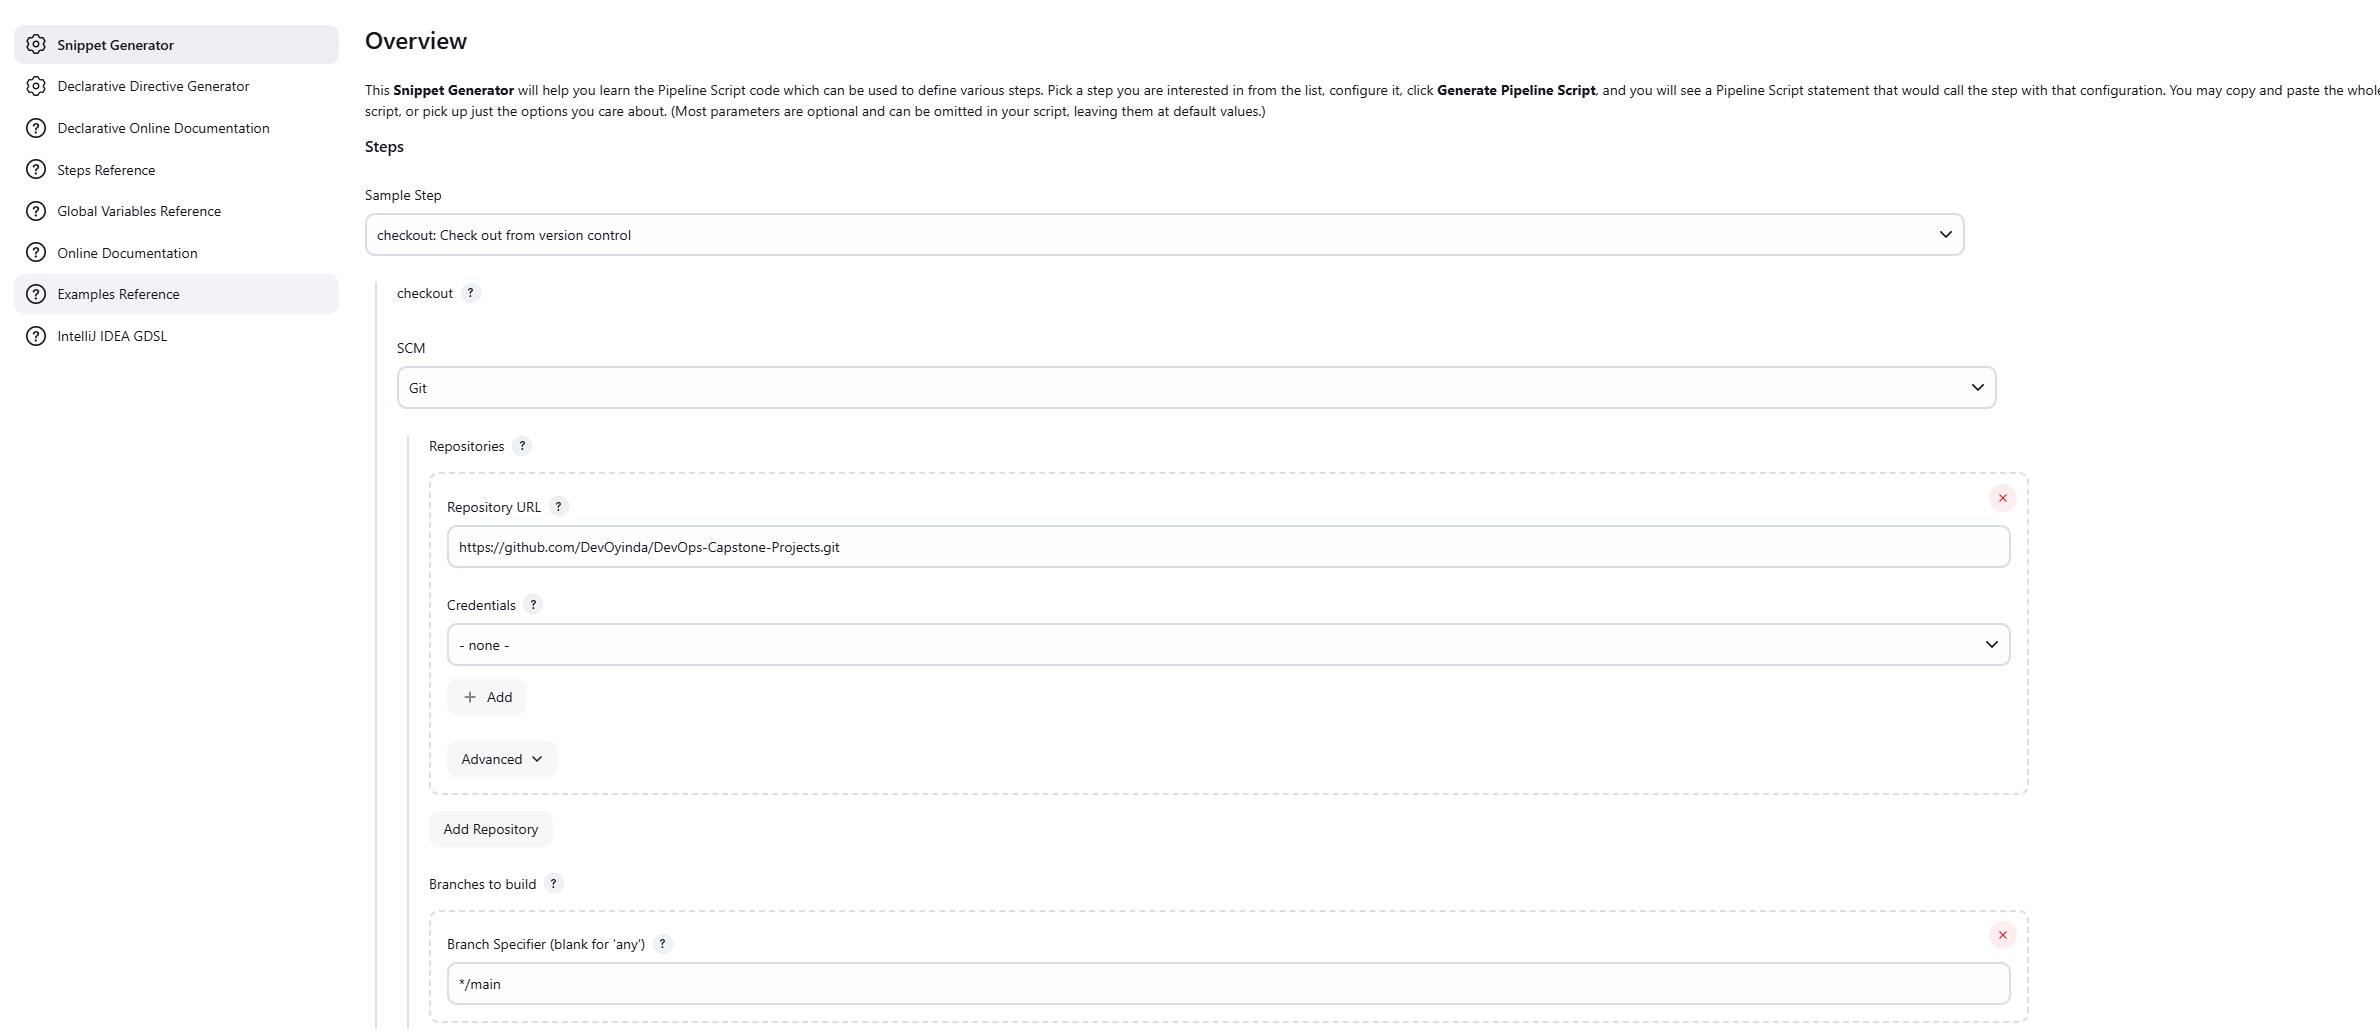 Snippet Generator
Declarative Directive Generator
Declarative Online Documentation
Steps Reference
Global Variables Reference
Online Documentation
Examples Reference
IntelliJ IDEA GDSL
Overview
This Snippet Generator will help you learn the Pipeline Script code which can be used to define various steps. Pick a step you are interested in from the list, configure it, click Generate Pipeline Script, and you will see a Pipeline Script statement that would call the step with that configuration. You may copy and paste the whole
script, or pick up just the options you care about. (Most parameters are optional and can be omitted in your script, leaving them at default values.)
Steps
Sample Step
checkout: Check out from version control
checkout ?
SCM
Git
Repositories ?
Repository URL ?
https://github.com/DevOyinda/DevOps-Capstone-Projects.git
Credentials ?
- none -
+ Add
Advanced
Add Repository
Branches to build ?
Branch Specifier (blank for 'any') ?
*/main